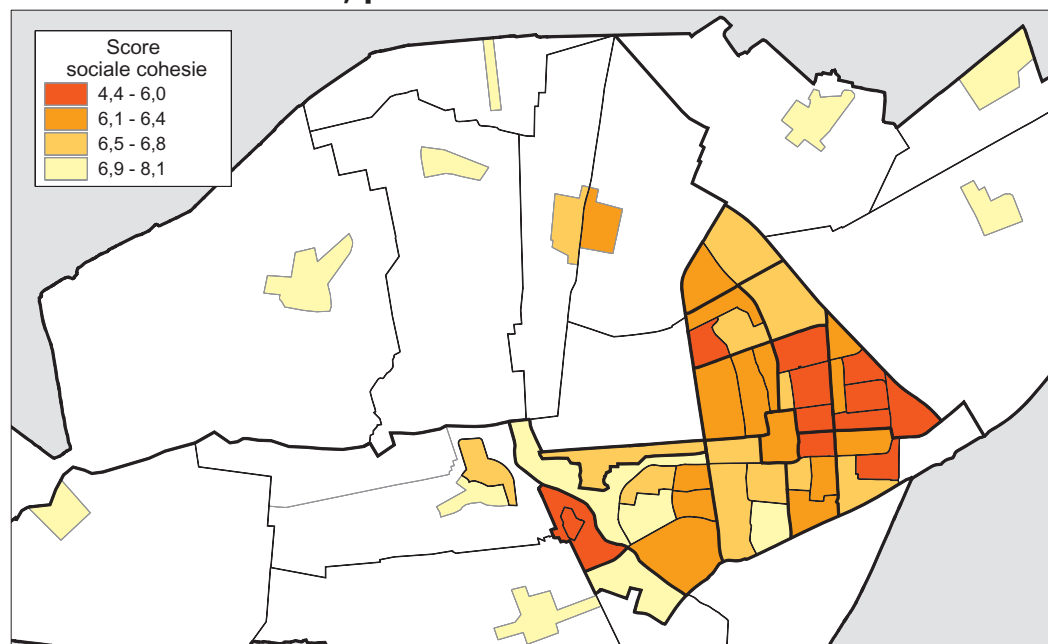 Score
sociale cohesie
4,4 - 6,0
6,1 - 6,4
6,5 - 6,8
6,9 - 8,1